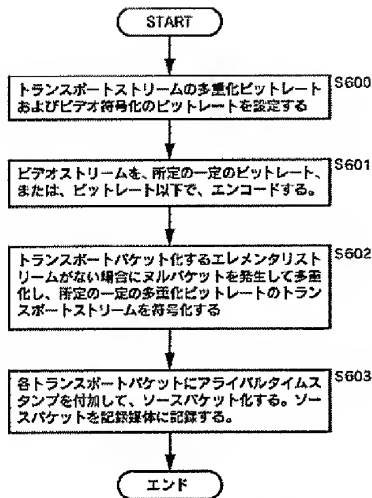 START
トランスポートストリームの多重化ビットレート
およびビデオ符号化のビットレートを設定する
S600
ビデオストリームを、所定の一定のビットレート、
または、ビットレート以下で、エンコードする。
S601
トランスポートパケット化するエレメンタリスト
リームがない場合にヌルパケットを発生して多重
化し、所定の一定の多重化ビットレートのトラン
スポートストリームを符号化する
S602
各トランスポートパケットにアライバルタイムス
タンプを付加して、ソースパケット化する。ソー
スパケットを記録媒体に記録する。
S603
エンド